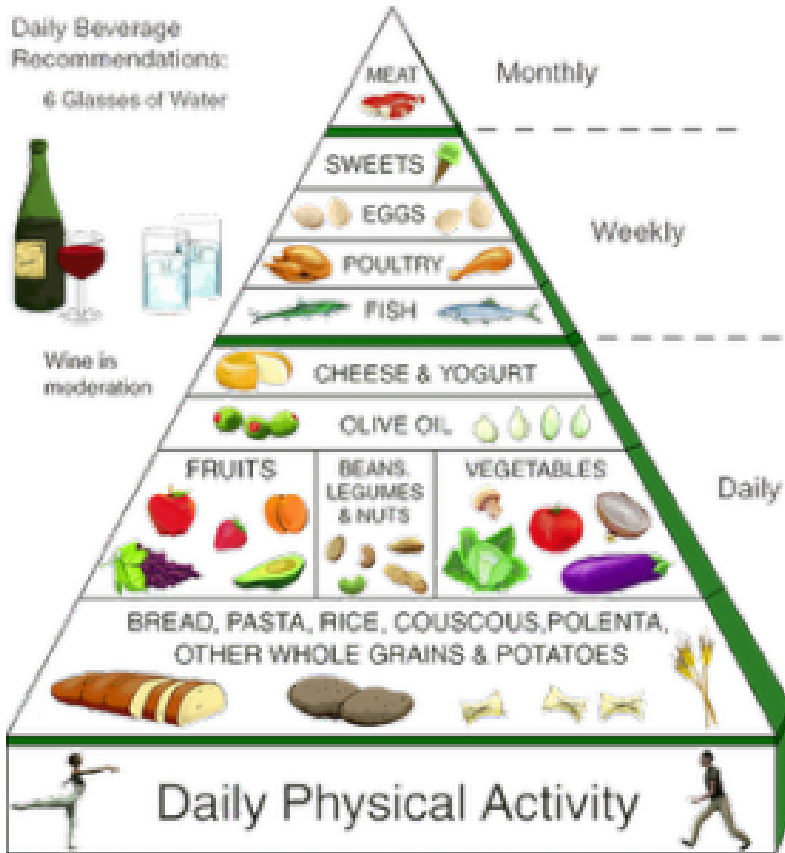 Daily Beverage
Recommendations:
6 Glasses of Water
Wine in
moderation
MEAT
Monthly
SWEETS
EGGS
POULTRY
FISH
Weekly
CHEESE & YOGURT
OLIVE OIL
FRUITS
BEANS,
LEGUMES
& NUTS
VEGETABLES
Daily
BREAD, PASTA, RICE, COUSCOUS,POLENTA,
OTHER WHOLE GRAINS & POTATOES
Daily Physical Activity